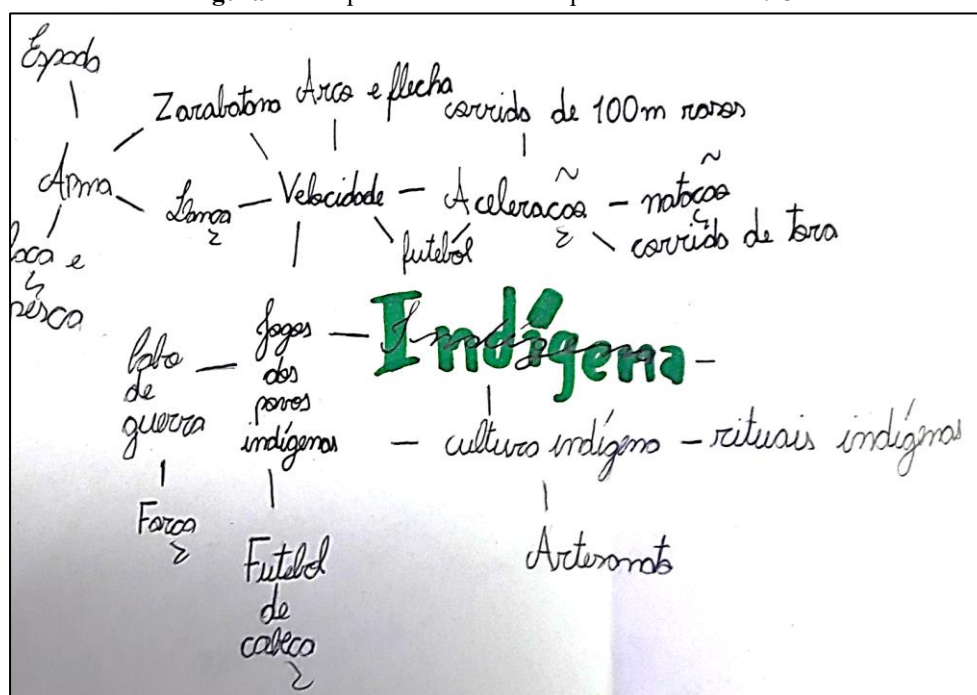 Espada
Zarabatana
Arco e flecha
corrida de 100m rasos
Arma
Lança
Velocidade
Aceleração
natação
corrida de tora
futeból
caça e
pesca
Cabo
de
guerra
Jogos
dos
povos
indígenas
Indígena
cultura indígena
rituais indígenas
Força
Futebol
de
cabeça
Artesanato